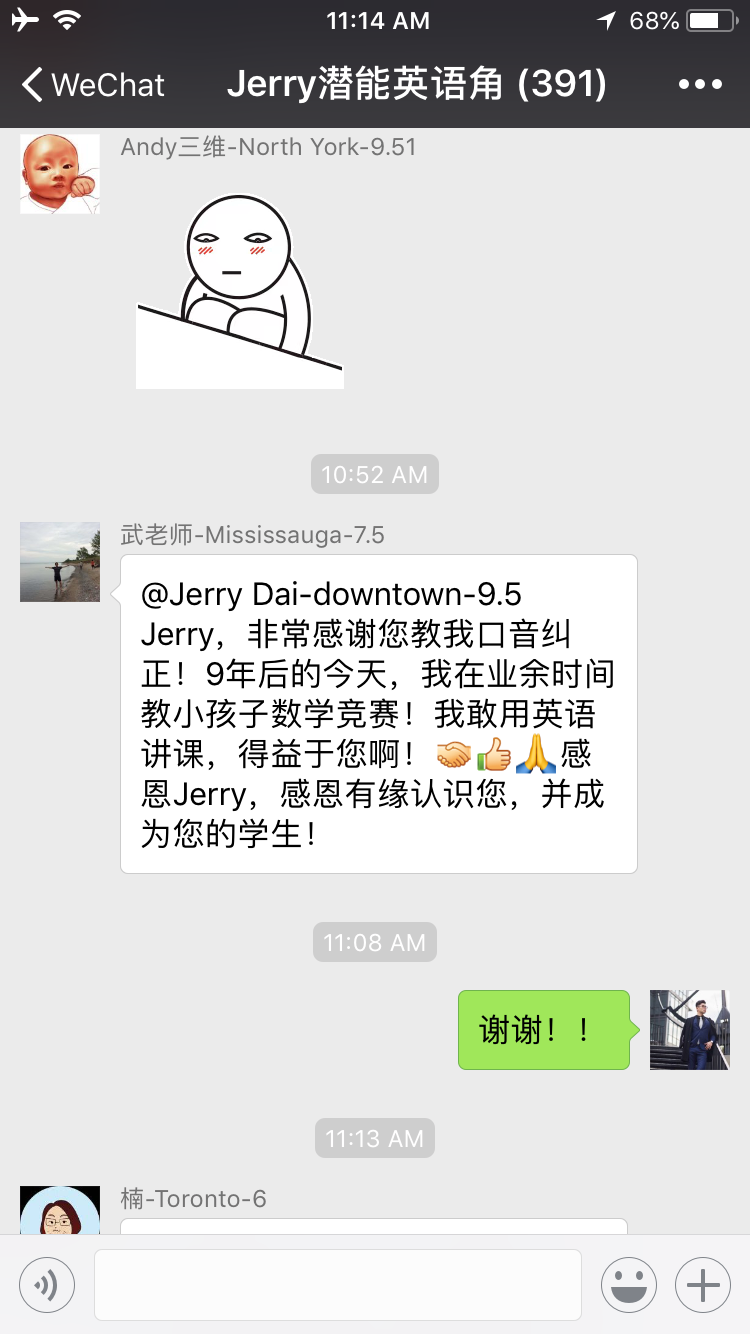 11:14 AM
68%
WeChat
Jerry潜能英语角 (391)
Andy三维-North York-9.51
10:52 AM
武老师-Mississauga-7.5
@Jerry Dai-downtown-9.5
Jerry，非常感谢您教我口音纠
正！9年后的今天，我在业余时间
教小孩子数学竞赛！我敢用英语
讲课，得益于您啊！🤝👍🙏感
恩Jerry，感恩有缘认识您，并成
为您的学生！
11:08 AM
谢谢！！
11:13 AM
楠-Toronto-6